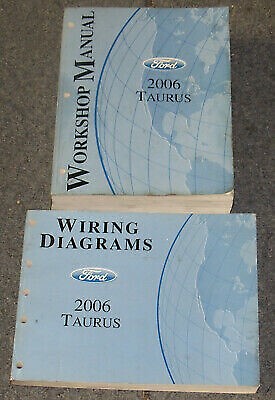 WORKSHOP MANUAL
Ford
2006
TAURUS
WIRING
DIAGRAMS
Ford
2006
TAURUS